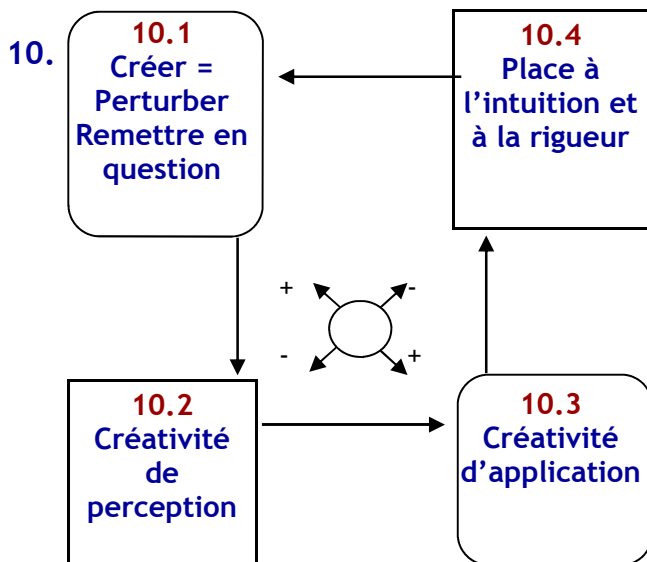 10.
10.1
Créer =
Perturber
Remettre en
question
10.4
Place à
l’intuition et
à la rigueur
+
-
-
+
10.2
Créativité
de
perception
10.3
Créativité
d’application